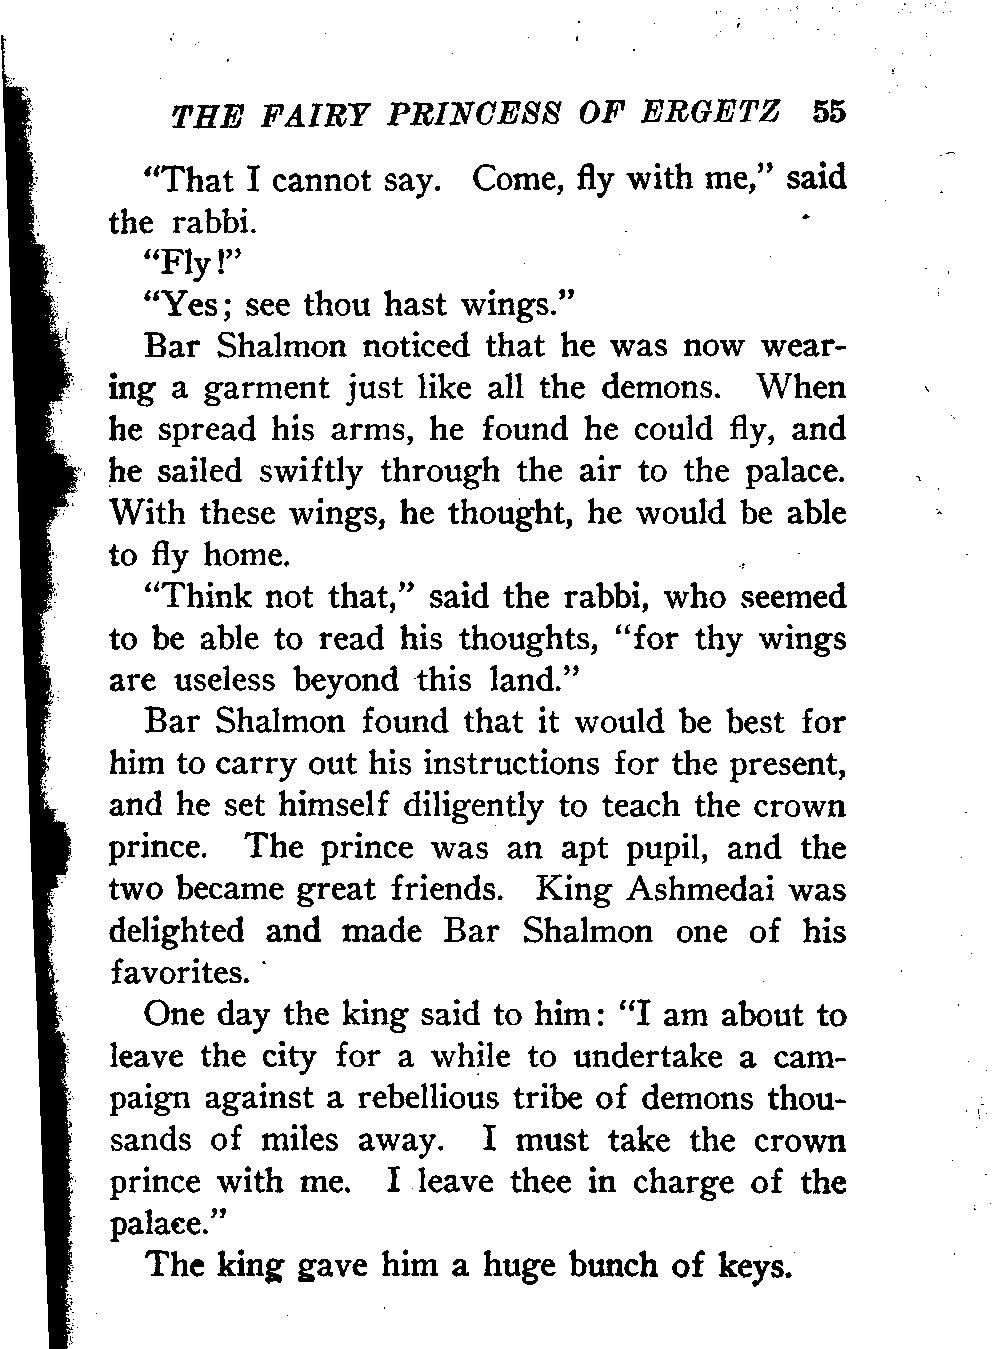 THE FAIRY PRINCESS OF ERGETZ 55
"That I cannot say. Come, fly with me," said
the rabbi.
"Fly!"
"Yes; see thou hast wings."
Bar Shalmon noticed that he was now wear-
ing a garment just like all the demons. When
he spread his arms, he found he could fly, and
he sailed swiftly through the air to the palace.
With these wings, he thought, he would be able
to fly home.
"Think not that," said the rabbi, who seemed
to be able to read his thoughts, "for thy wings
are useless beyond this land."
Bar Shalmon found that it would be best for
him to carry out his instructions for the present,
and he set himself diligently to teach the crown
prince. The prince was an apt pupil, and the
two became great friends. King Ashmedai was
delighted and made Bar Shalmon one of his
favorites.
One day the king said to him: "I am about to
leave the city for a while to undertake a cam-
paign against a rebellious tribe of demons thou-
sands of miles away. I must take the crown
prince with me. I leave thee in charge of the
palace."
The king gave him a huge bunch of keys.